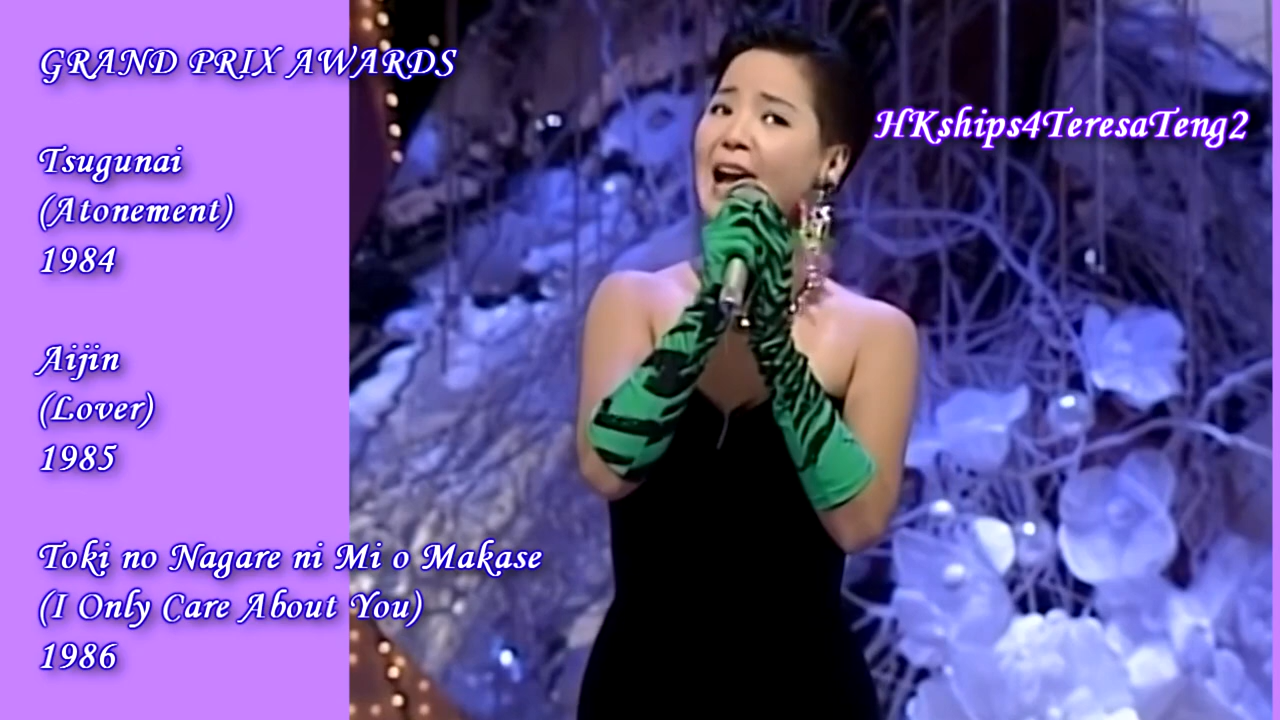 GRAND PRIX AWARDS
HKships4TeresaTeng2
Tsugunai
(Atonement)
1984
Aijin
(Lover)
1985
Toki no Nagare ni Mi o Makase
(I Only Care About You)
1986